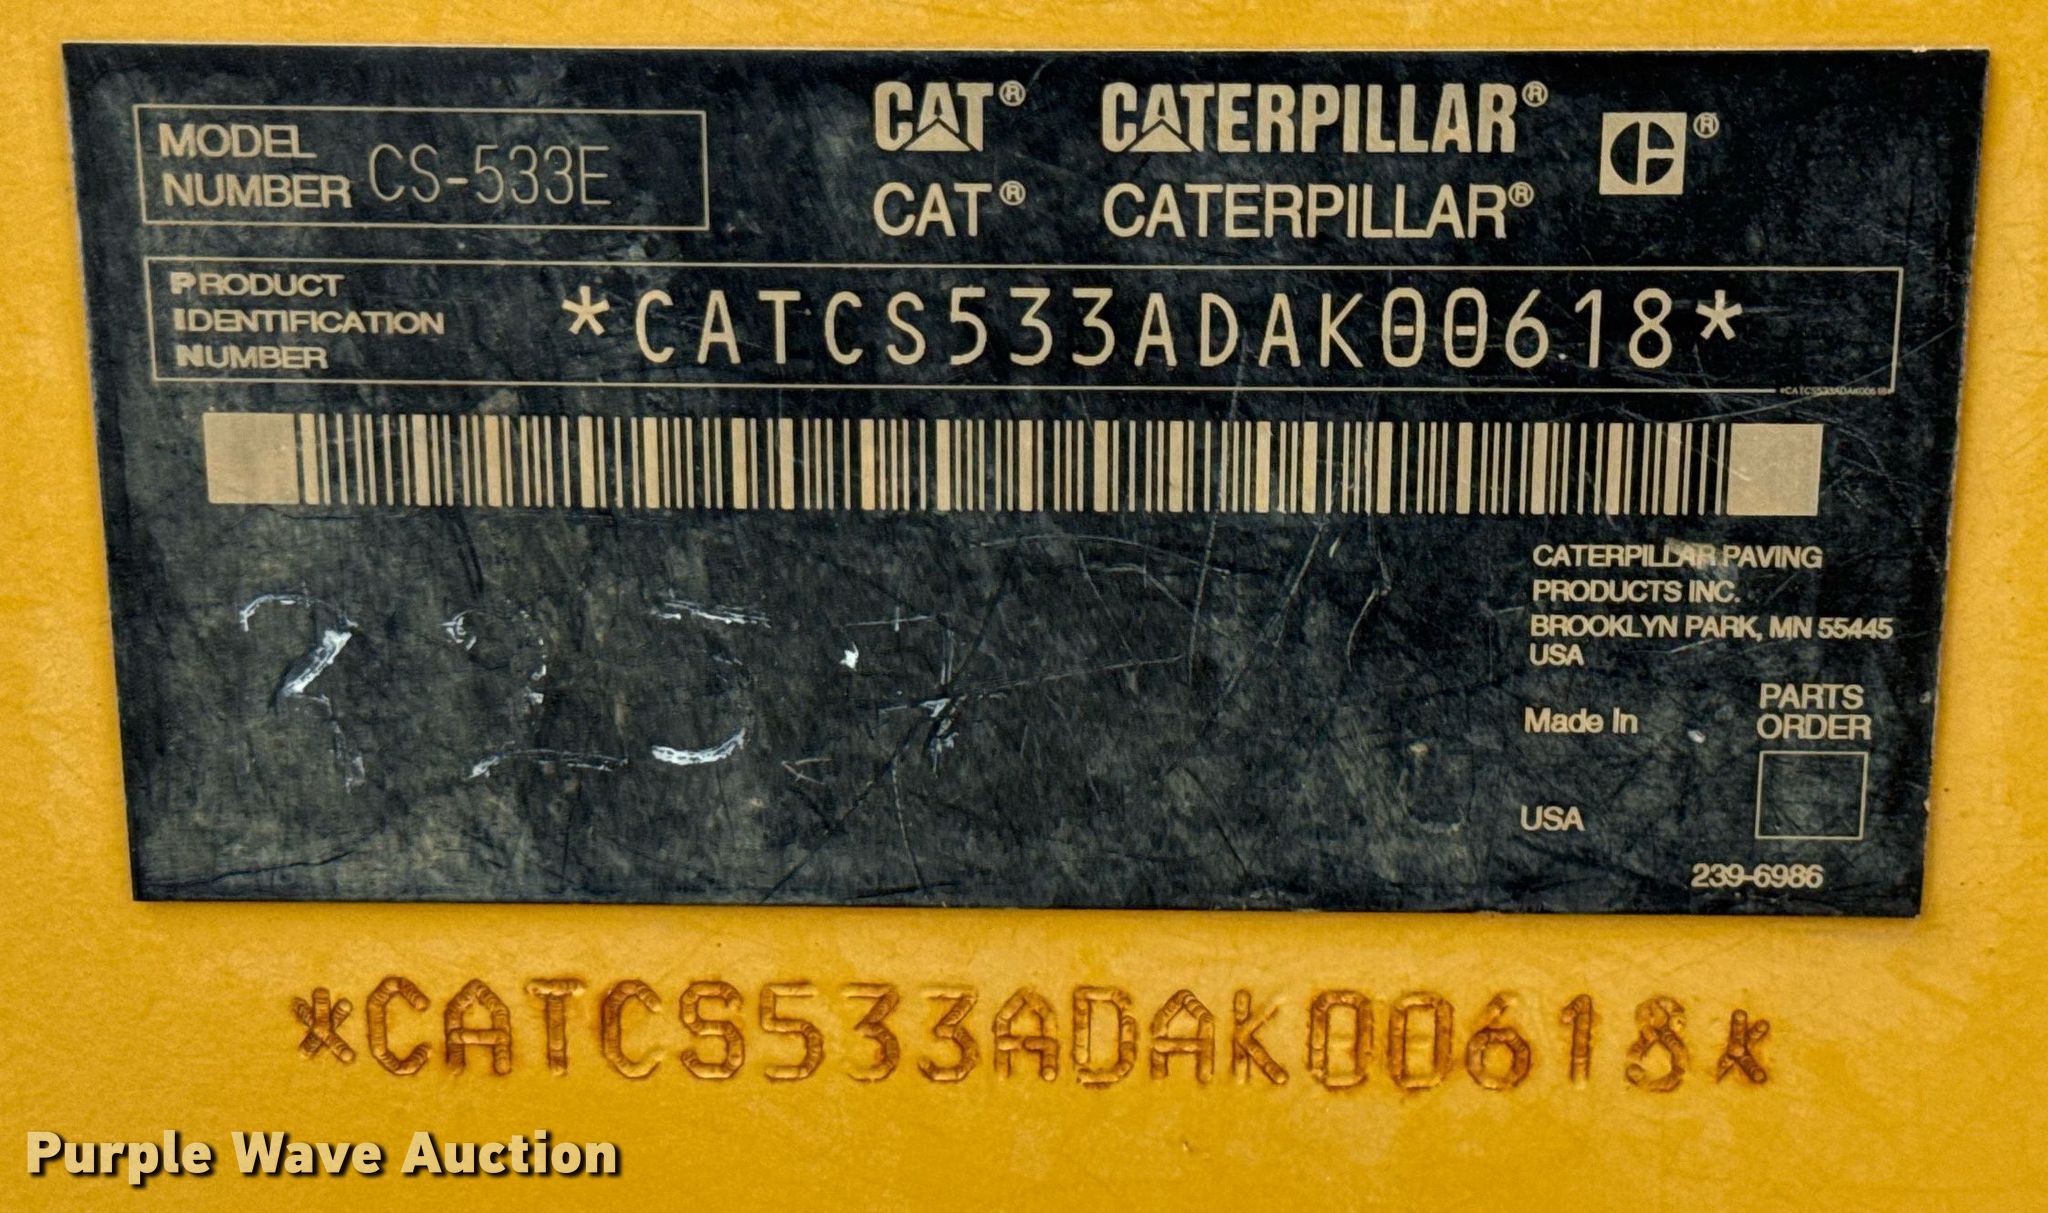 MODEL
NUMBER CS-533E
CAT® CATERPILLAR® ®
CAT® CATERPILLAR®
PRODUCT
IDENTIFICATION
NUMBER
*CATCS533ADAK00618*
*CATCS533ADAK00618*
CATERPILLAR PAVING
PRODUCTS INC.
BROOKLYN PARK, MN 55445
USA
Made In
PARTS
ORDER
USA
239-6986
*CATCS533ADAK00618*
Purple Wave Auction